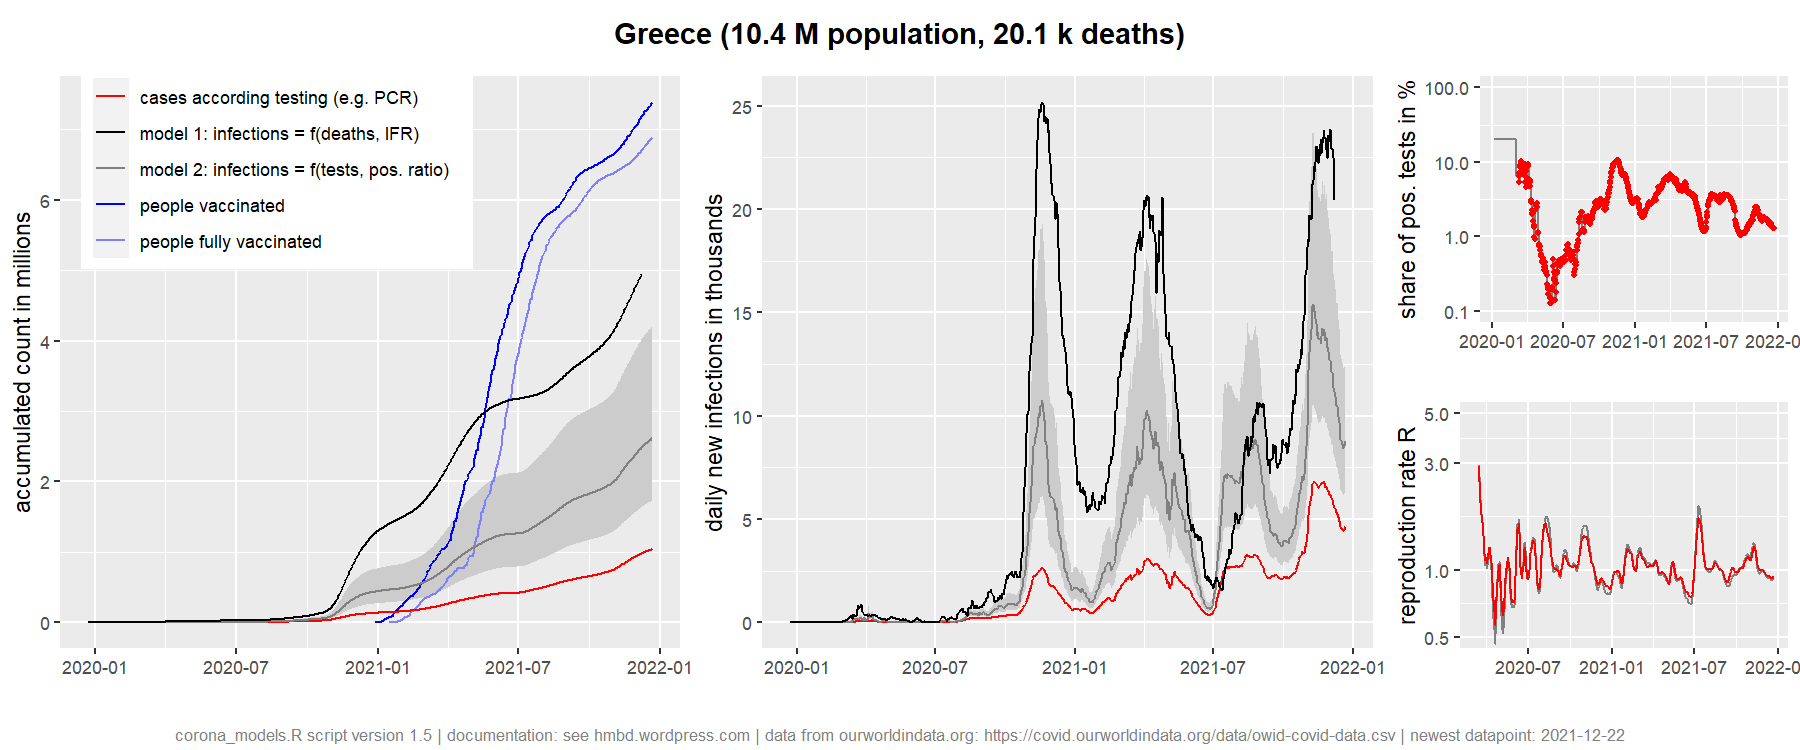 Greece (10.4 M population, 20.1 k deaths)
cases according testing (e.g. PCR)
model 1: infections = f(deaths, IFR)
model 2: infections = f(tests, pos. ratio)
people vaccinated
people fully vaccinated
accumulated count in millions
6
4
2
0
2020-01 2020-07 2021-01 2021-07 2022-01
daily new infections in thousands
25
20
15
10
5
0
2020-01 2020-07 2021-01 2021-07 2022-01
share of pos. tests in %
100.0
10.0
1.0
0.1
2020-01 2020-07 2021-01 2021-07 2022-0
reproduction rate R
5.0
3.0
1.0
0.5
2020-07 2021-01 2021-07 2022-0
corona_models.R script version 1.5 | documentation: see hmbd.wordpress.com | data from ourworldindata.org: https://covid.ourworldindata.org/data/owid-covid-data.csv | newest datapoint: 2021-12-22